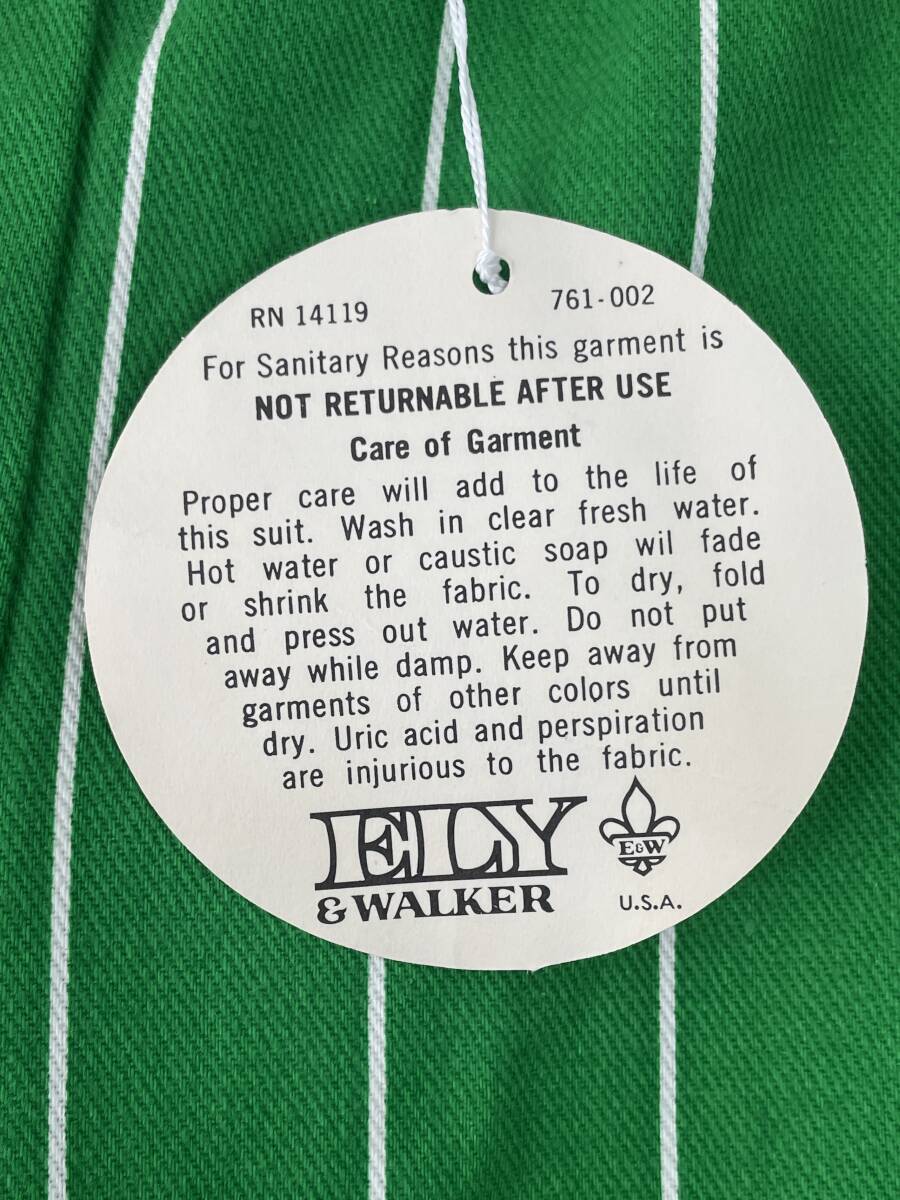 RN 14119 761-002
For Sanitary Reasons this garment is
NOT RETURNABLE AFTER USE
Care of Garment
Proper care will add to the life of
this suit. Wash in clear fresh water.
Hot water or caustic soap wil fade
or shrink the fabric. To dry, fold
and press out water. Do not put
away while damp. Keep away from
garments of other colors until
dry. Uric acid and perspiration
are injurious to the fabric.
ELY
& WALKER
E&W
U.S.A.